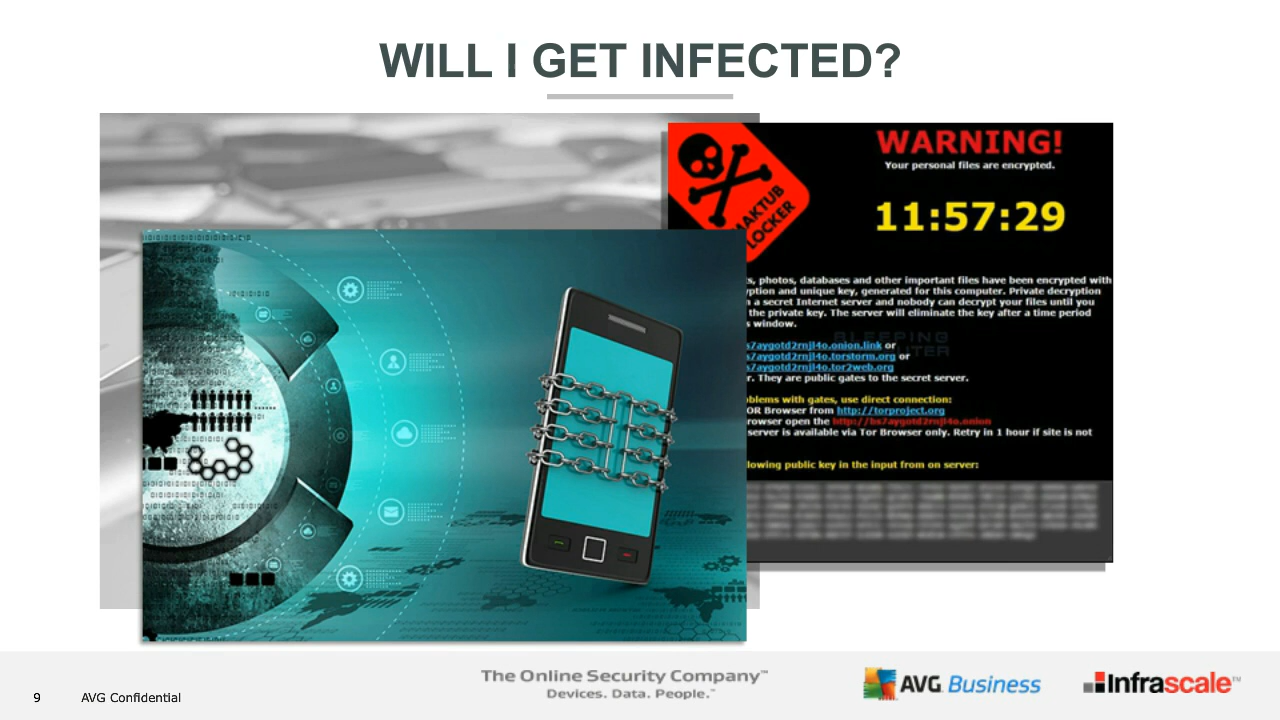 WILL I GET INFECTED?
MAKTUB
LOCKER
WARNING!
Your personal files are encrypted.
11:57:29
s, photos, databases and other important files have been encrypted with
ption and unique key, generated for this computer. Private decryption
a secret Internet server and nobody can decrypt your files until you
the private key. The server will eliminate the key after a time period
window.
s7aygotd2rnjl4o.onion.link or
s7aygotd2rnjl4o.torstorm.org or
s7aygotd2rnjl4o.tor2web.org
r. They are public gates to the secret server.
blems with gates, use direct connection:
OR Browser from http://torproject.org
rowser open the http://bs7aygotd2rnjl4o.onion
server is available via Tor Browser only. Retry in 1 hour if site is not
lowing public key in the input from on server:
The Online Security Company™
Devices. Data. People.™
AVG Business
Infrascale™
9 AVG Confidential